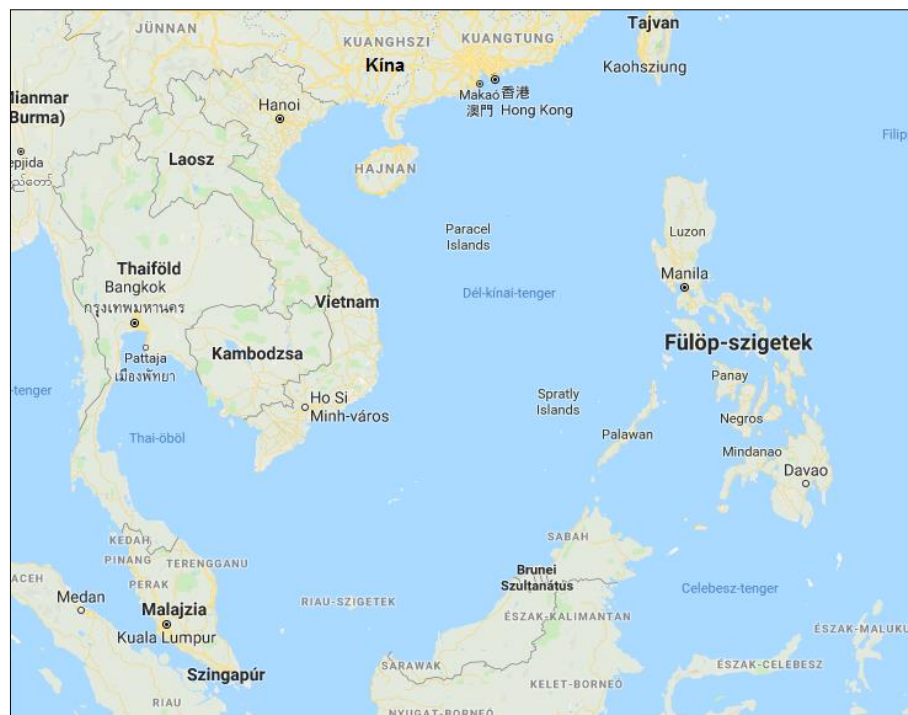 JÜNNAN
KUANGHSZI
KUANGTUNG
Tajvan
Kína
Kaohsziung
Makaó
香港
澳門
Hong Kong
Mianmar
(Burma)
Hanoi
epjida
Laosz
HAJNAN
Filip
Paracel
Islands
Luzon
Thaiföld
Bangkok
กรุงเทพมหานคร
Vietnam
Dél-kínai-tenger
Manila
Fülöp-szigetek
Kambodzsa
Pattaja
เมืองพัทยา
-tenger
Ho Si
Minh-város
Spratly
Islands
Panay
Negros
Thai-öböl
Palawan
Mindanao
Davao
KEDAH
PINANG
TERENGGANU
SABAH
ACEH
PERAK
Brunei
Szultanátus
Medan
Malajzia
Kuala Lumpur
RIAU-SZIGETEK
Celebesz-tenger
ÉSZAK-KALIMANTAN
ÉSZAK-MALUKU
Szingapúr
SARAWAK
ÉSZAK-CELEBESZ
RIAU
KELET-BORNEÓ
NYUGAT-BORNEÓ